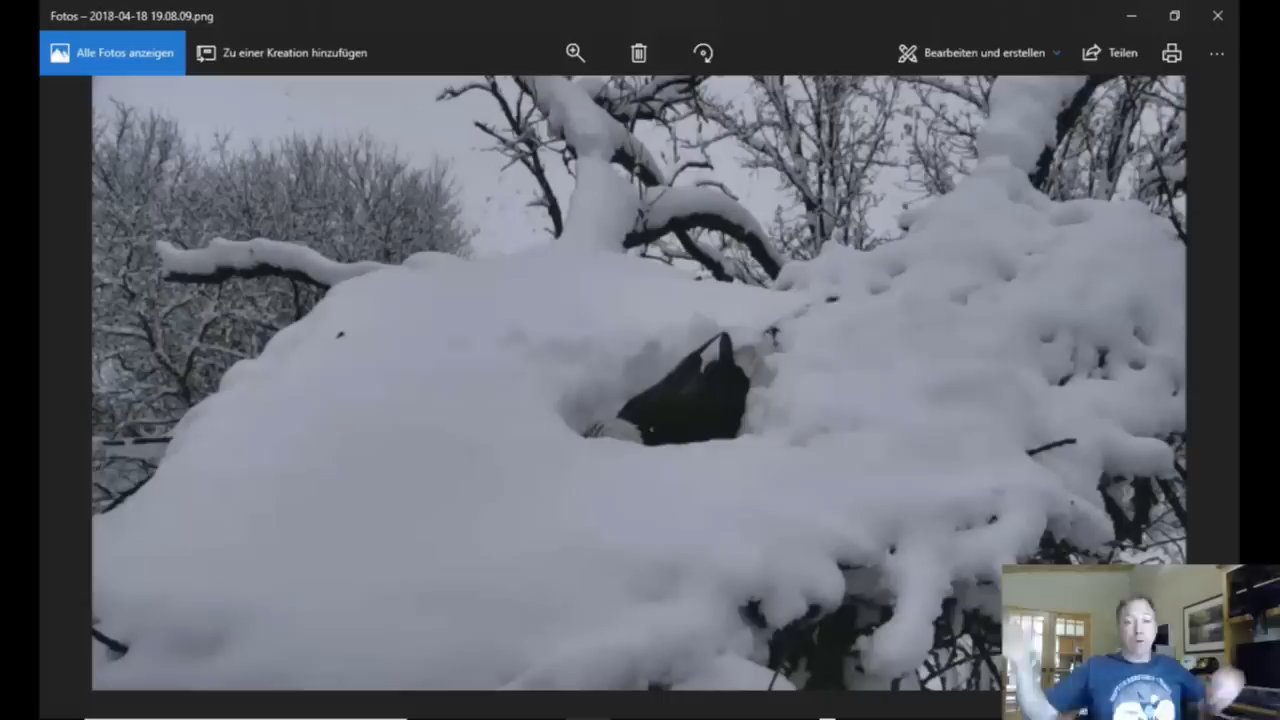 Fotos – 2018-04-18 19.08.09.png
Alle Fotos anzeigen
Zu einer Kreation hinzufügen
Bearbeiten und erstellen
Teilen